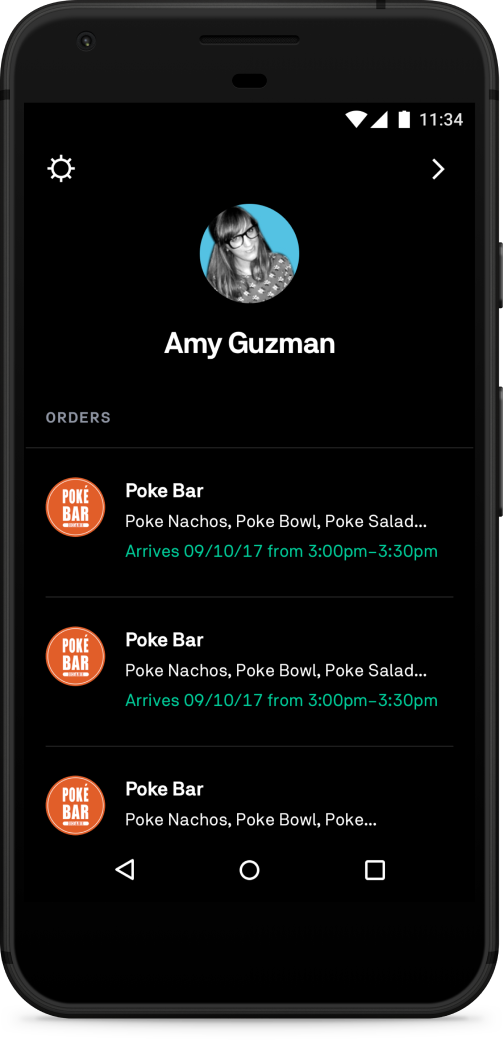 11:34
Amy Guzman
ORDERS
POKÉ
BAR
Poke Bar
Poke Nachos, Poke Bowl, Poke Salad...
Arrives 09/10/17 from 3:00pm–3:30pm
POKÉ
BAR
Poke Bar
Poke Nachos, Poke Bowl, Poke Salad...
Arrives 09/10/17 from 3:00pm–3:30pm
POKÉ
BAR
Poke Bar
Poke Nachos, Poke Bowl, Poke...